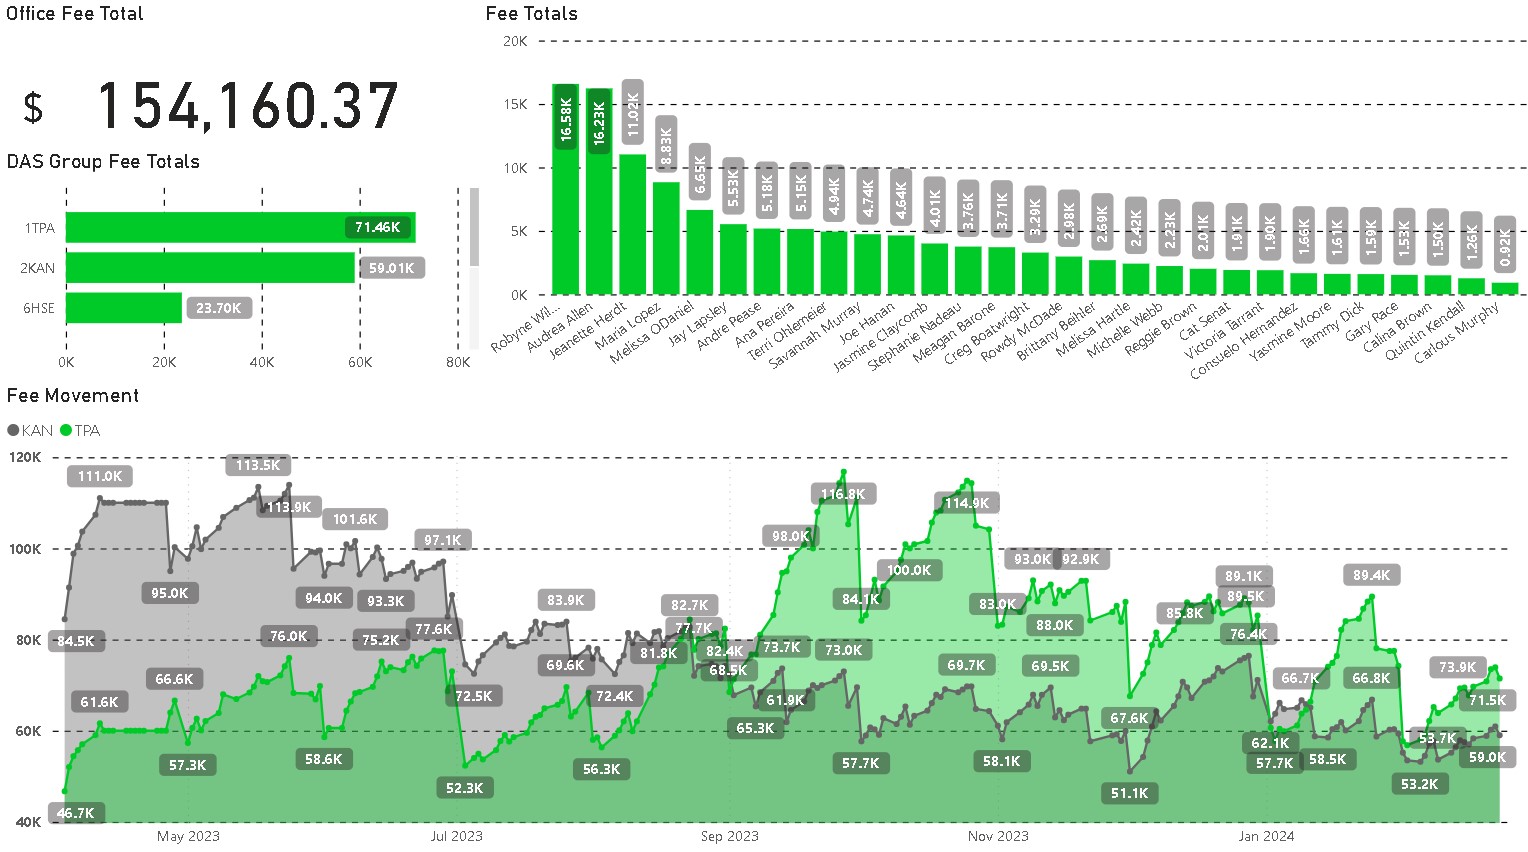 Office Fee Total
$ 154,160.37
DAS Group Fee Totals
1TPA
71.46K
2KAN
59.01K
6HSE
23.70K
0K 20K 40K 60K 80K
Fee Totals
20K
15K
10K
5K
0K
16.58K 16.23K 11.02K 8.83K 6.65K 5.53K 5.18K 5.15K 4.94K 4.74K 4.64K 4.01K 3.76K 3.71K 3.29K 2.98K 2.69K 2.42K 2.23K 2.01K 1.91K 1.90K 1.66K 1.61K 1.59K 1.53K 1.50K 1.26K 0.92K
Robyne Wil...
Audrea Allen
Jeanette Herdt
Maria Lopez
Melissa ODaniel
Jay Lapsley
Andre Pease
Ana Pereira
Terri Ohlemeier
Savannah Murray
Joe Hanan
Jasmine Claycomb
Stephanie Nadeau
Meagan Barone
Creg Boatwright
Rowdy McDade
Brittany Beihler
Melissa Hartle
Michelle Webb
Reggie Brown
Cat Senat
Victoria Tarrant
Consuelo Hernandez
Yasmine Moore
Tammy Dick
Gary Race
Calina Brown
Quintin Kendall
Carlous Murphy
Fee Movement
KAN TPA
120K
100K
80K
60K
40K
84.5K
111.0K
95.0K
113.5K
113.9K
94.0K
101.6K
93.3K
97.1K
72.5K
83.9K
72.4K
81.8K
82.7K
77.7K
82.4K
68.5K
65.3K
73.7K
61.9K
73.0K
57.7K
69.7K
58.1K
69.5K
51.1K
76.4K
62.1K
66.7K
58.5K
66.8K
53.2K
53.7K
59.0K
46.7K
61.6K
66.6K
57.3K
76.0K
58.6K
75.2K
77.6K
52.3K
69.6K
56.3K
98.0K
116.8K
84.1K
100.0K
114.9K
83.0K
93.0K
88.0K
92.9K
67.6K
85.8K
89.1K
89.5K
57.7K
89.4K
73.9K
71.5K
May 2023 Jul 2023 Sep 2023 Nov 2023 Jan 2024